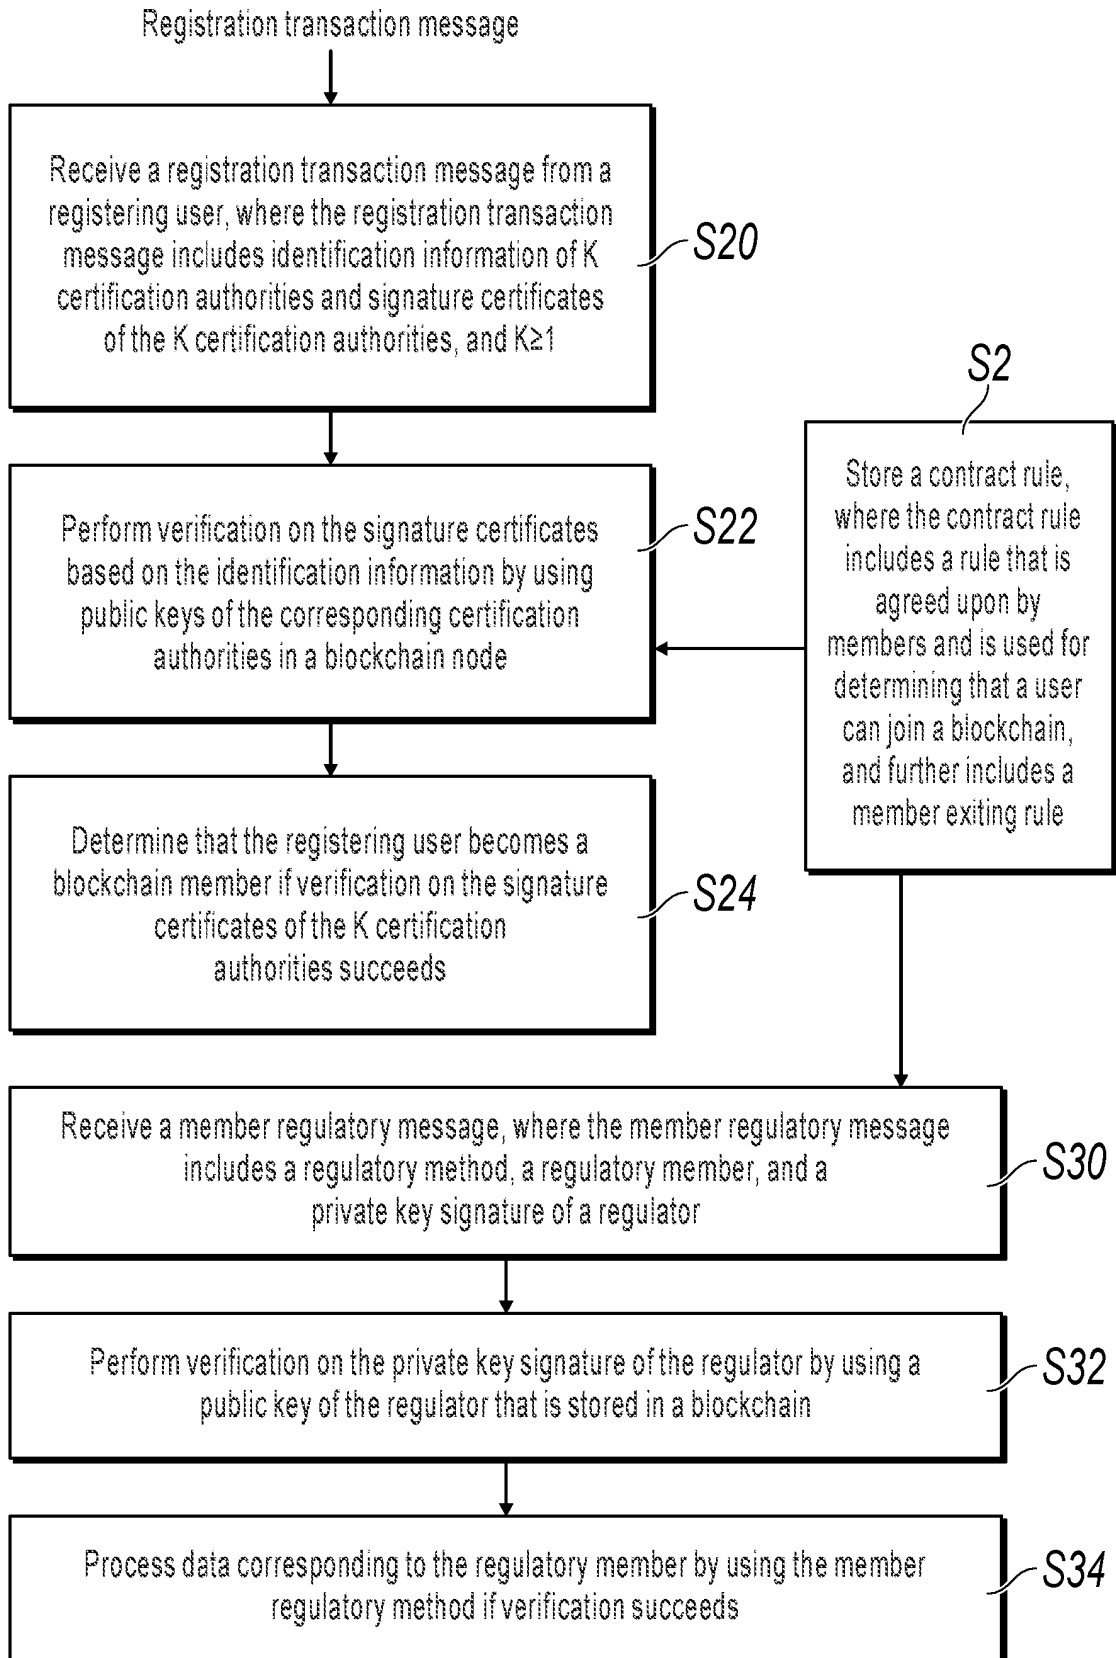 Registration transaction message
Receive a registration transaction message from a
registering user, where the registration transaction
message includes identification information of K
certification authorities and signature certificates
of the K certification authorities, and K≥1
S20
S2
Store a contract rule,
where the contract rule
includes a rule that is
agreed upon by
members and is used for
determining that a user
can join a blockchain,
and further includes a
member exiting rule
Perform verification on the signature certificates
based on the identification information by using
public keys of the corresponding certification
authorities in a blockchain node
S22
Determine that the registering user becomes a
blockchain member if verification on the signature
certificates of the K certification
authorities succeeds
S24
Receive a member regulatory message, where the member regulatory message
includes a regulatory method, a regulatory member, and a
private key signature of a regulator
S30
Perform verification on the private key signature of the regulator by using a
public key of the regulator that is stored in a blockchain
S32
Process data corresponding to the regulatory member by using the member
regulatory method if verification succeeds
S34